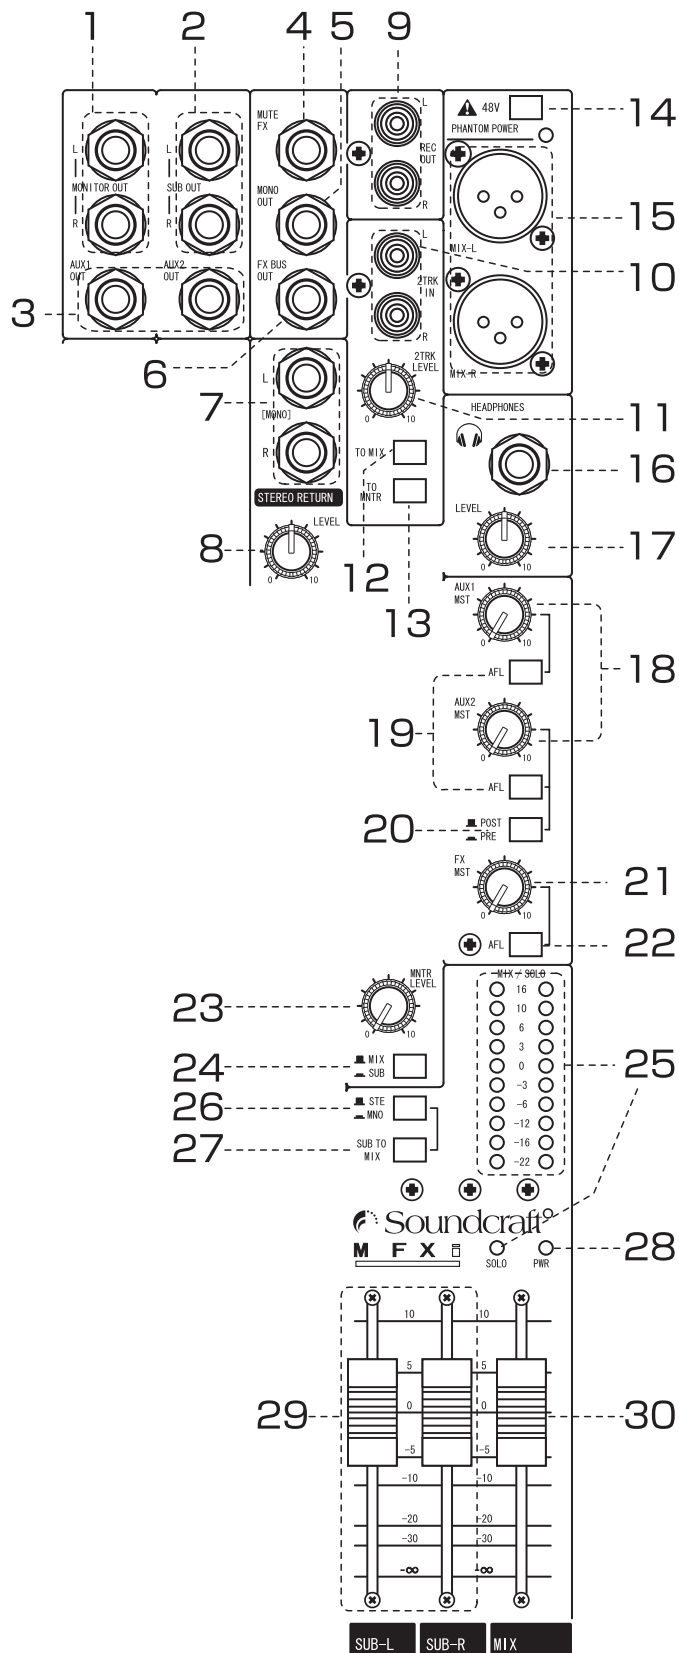 1
2
4
5
9
L
MONITOR OUT
R
L
SUB OUT
R
AUX1
OUT
AUX2
OUT
3
MUTE
FX
MONO
OUT
FX BUS
OUT
6
7
L
[MONO]
R
STEREO RETURN
LEVEL
0
10
8
L
REC
OUT
R
L
2TRK
IN
R
2TRK
LEVEL
0
10
TO MIX
TO
MNTR
12
13
48V
PHANTOM POWER
14
MIX-L
15
10
MIX-R
11
HEADPHONES
16
LEVEL
0
10
17
AUX1
MST
0
10
18
AFL
AUX2
MST
19
0
10
AFL
20
POST
PRE
FX
MST
0
10
21
AFL
22
MNTR
LEVEL
0
10
23
MIX
SUB
24
STE
MNO
26
SUB TO
MIX
27
MIX / SOLO
16
10
6
3
0
-3
-6
-12
-16
-22
25
Soundcraft
MFXi
SOLO
PWR
28
10
10
5
5
0
0
-5
-5
-10
-10
-20
-20
-30
-30
-∞
-∞
29
30
SUB-L
SUB-R
MIX